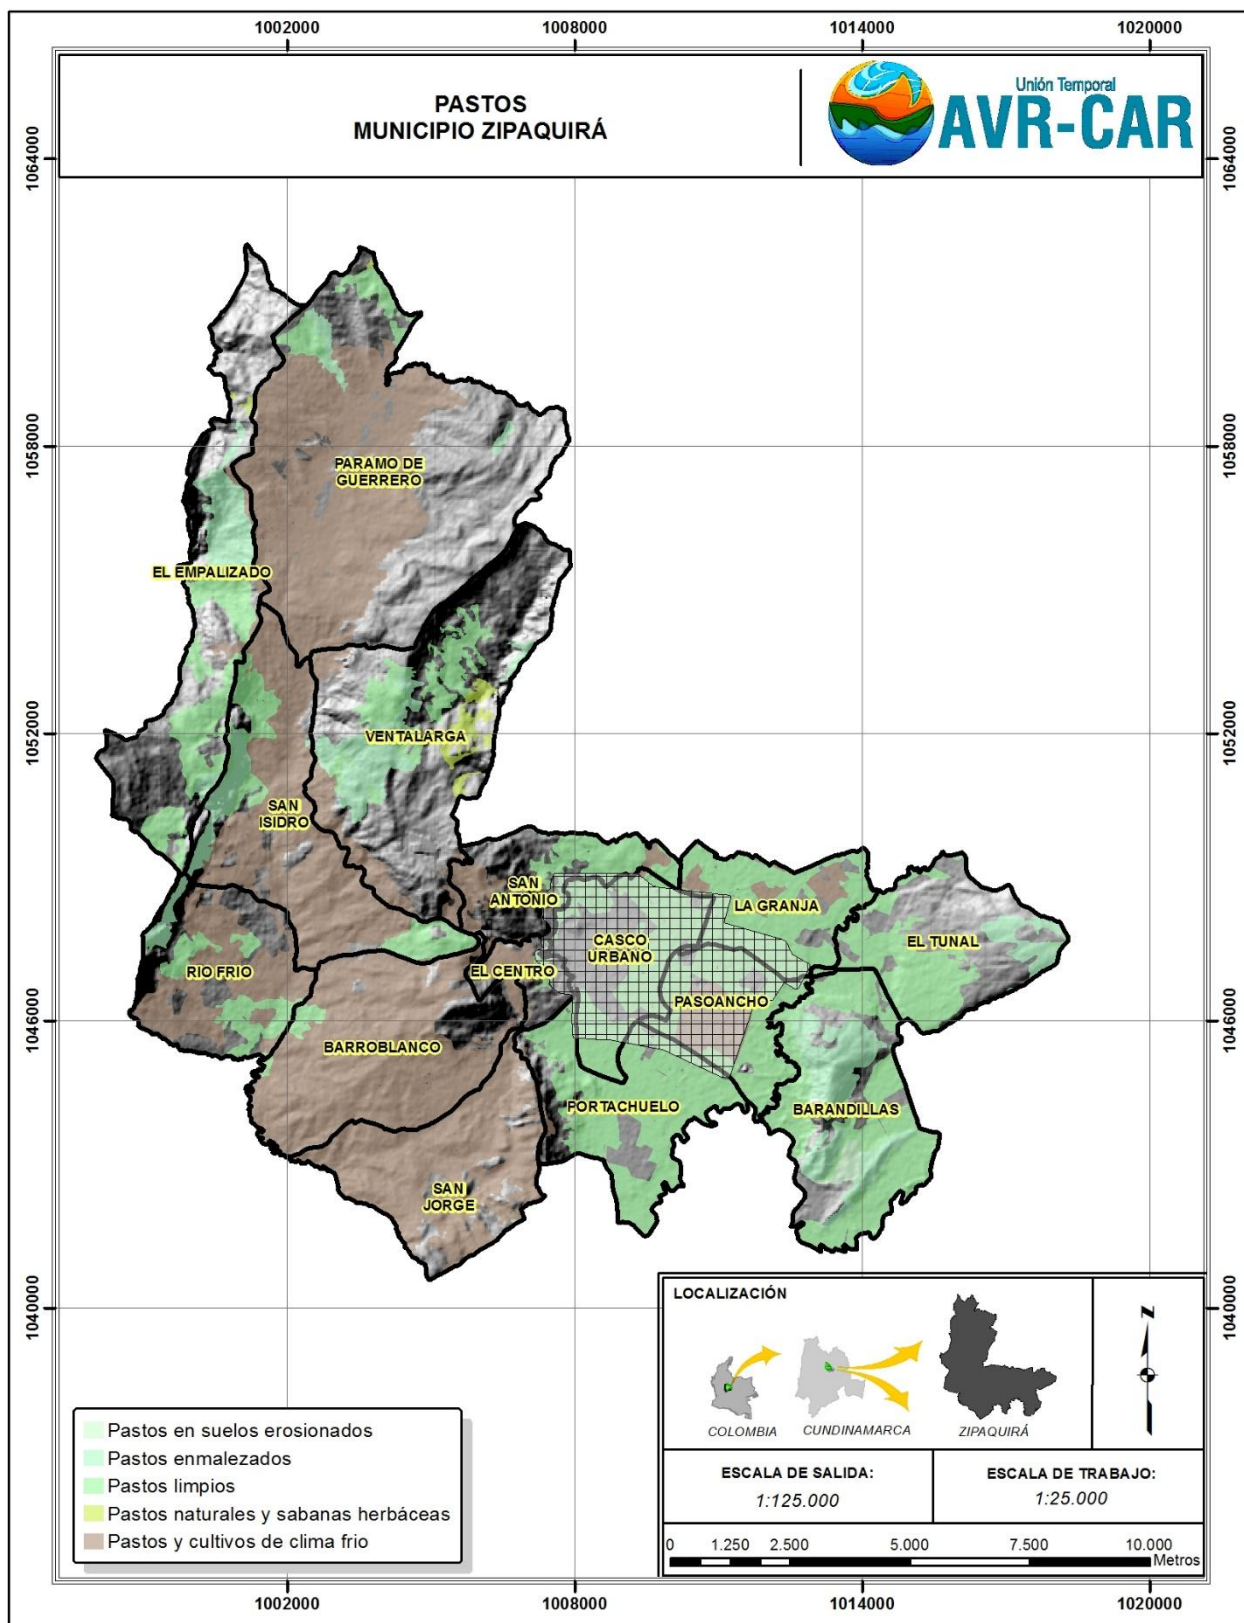 1002000
1008000
1014000
1020000
PASTOS
MUNICIPIO ZIPAQUIRÁ
Unión Temporal
AVR-CAR
1064000
1064000
1058000
1058000
PARAMO DE
GUERRERO
EL EMPALIZADO
1052000
1052000
VENTALARGA
SAN
ISIDRO
SAN
ANTONIO
LA GRANJA
CASCO
URBANO
EL TUNAL
RIO FRIO
EL CENTRO
PASOANCHO
1046000
1046000
BARROBLANCO
PORTACHUELO
BARANDILLAS
SAN
JORGE
1040000
1040000
LOCALIZACIÓN
N
COLOMBIA
CUNDINAMARCA
ZIPAQUIRÁ
ESCALA DE SALIDA:
1:125.000
ESCALA DE TRABAJO:
1:25.000
0 1.250 2.500 5.000 7.500 10.000
Metros
Pastos en suelos erosionados
Pastos enmalezados
Pastos limpios
Pastos naturales y sabanas herbáceas
Pastos y cultivos de clima frio
1002000
1008000
1014000
1020000